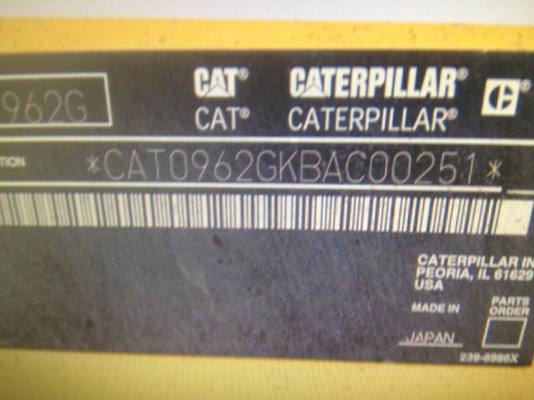 962G
CAT® CATERPILLAR®
CAT® CATERPILLAR®
TION *CAT0962GKBAC00251*
CATERPILLAR IN
PEORIA, IL 61629
USA
MADE IN JAPAN
PARTS
ORDER
239-6986X